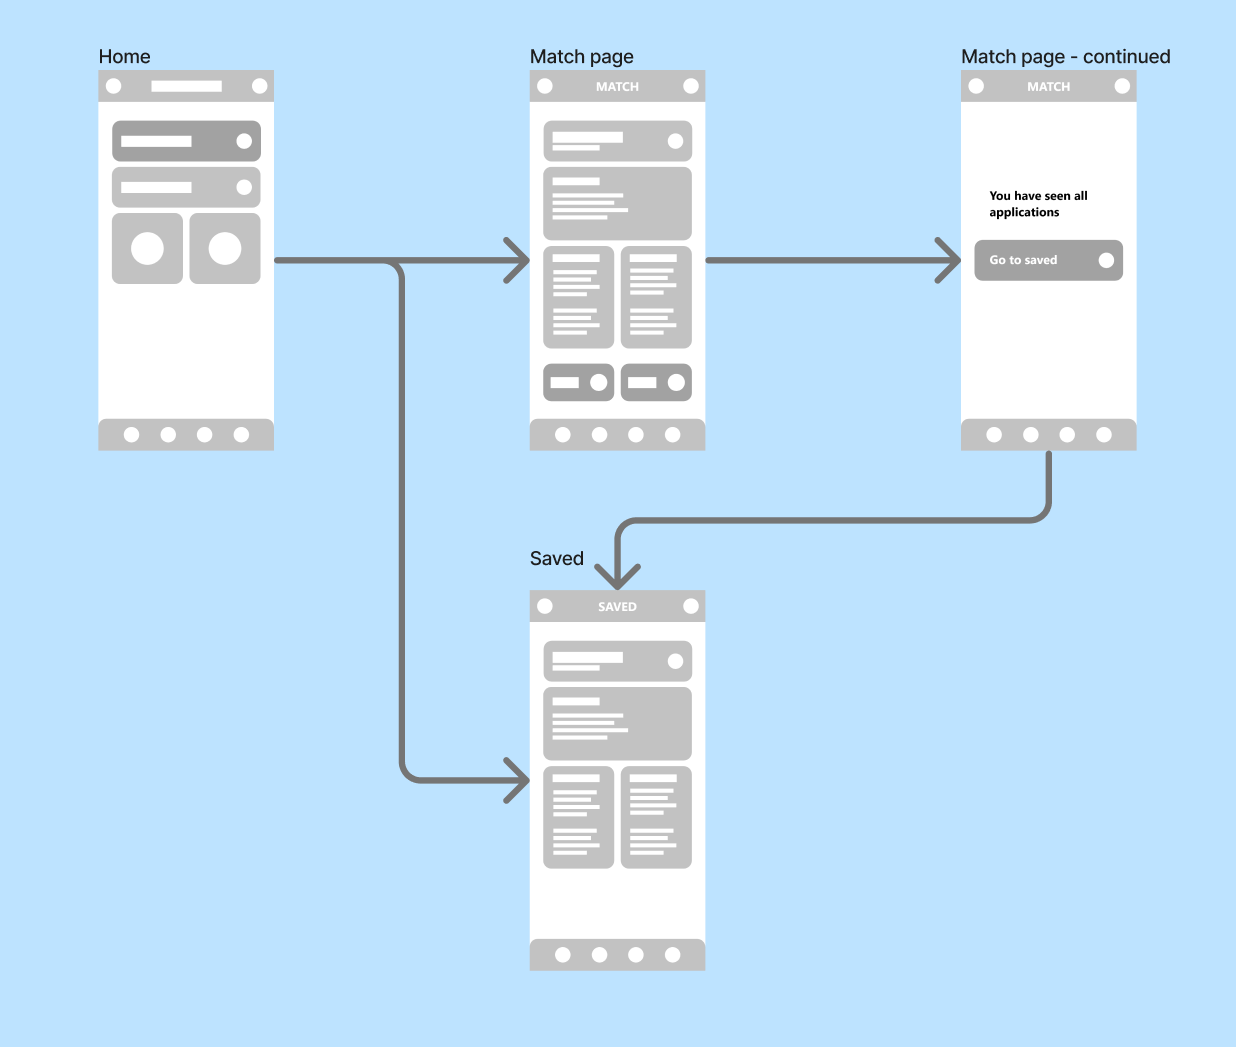 Home
Match page
Match page - continued
MATCH
MATCH
You have seen all
applications
Go to saved
Saved
SAVED